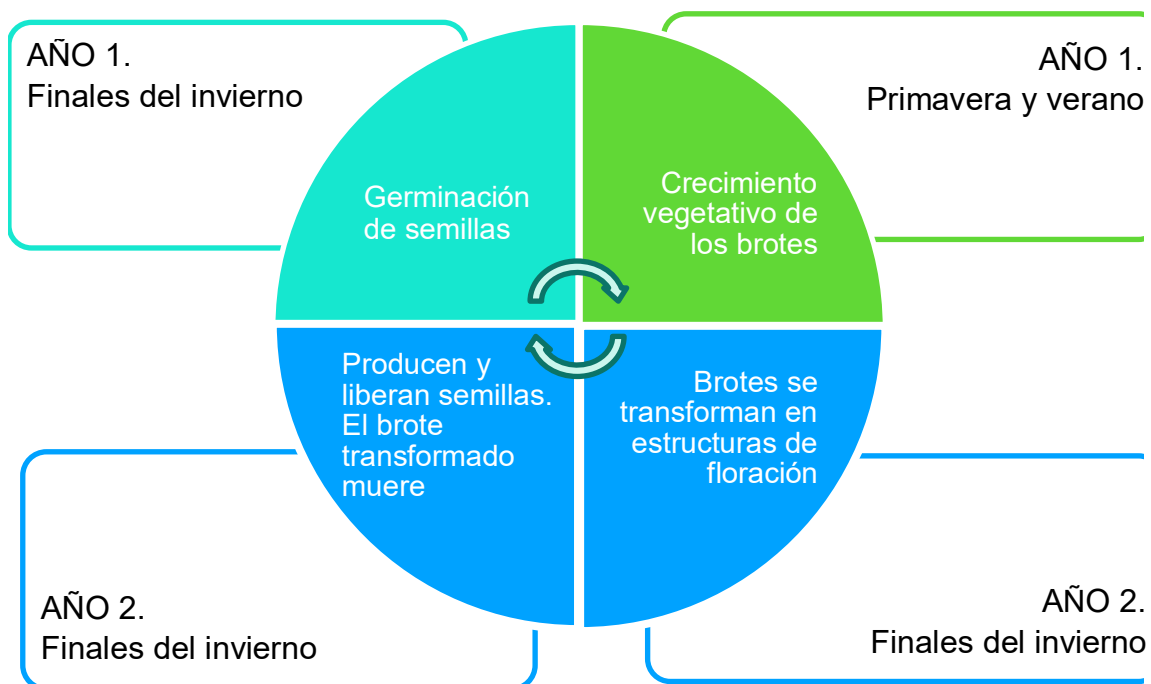 AÑO 1.
Finales del invierno
AÑO 1.
Primavera y verano
Germinación
de semillas
Crecimiento
vegetativo de
los brotes
Producen y
liberan semillas.
El brote
transformado
muere
Brotes se
transforman en
estructuras de
floración
AÑO 2.
Finales del invierno
AÑO 2.
Finales del invierno